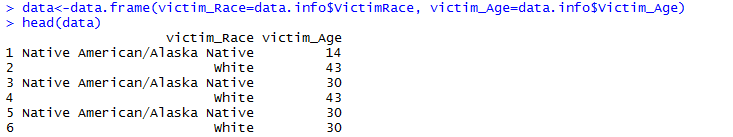 > data<-data.frame(victim_Race=data.info$VictimRace, victim_Age=data.info$Victim_Age)
> head(data)
victim_Race victim_Age
1 Native American/Alaska Native 14
2 White 43
3 Native American/Alaska Native 30
4 White 43
5 Native American/Alaska Native 30
6 White 30